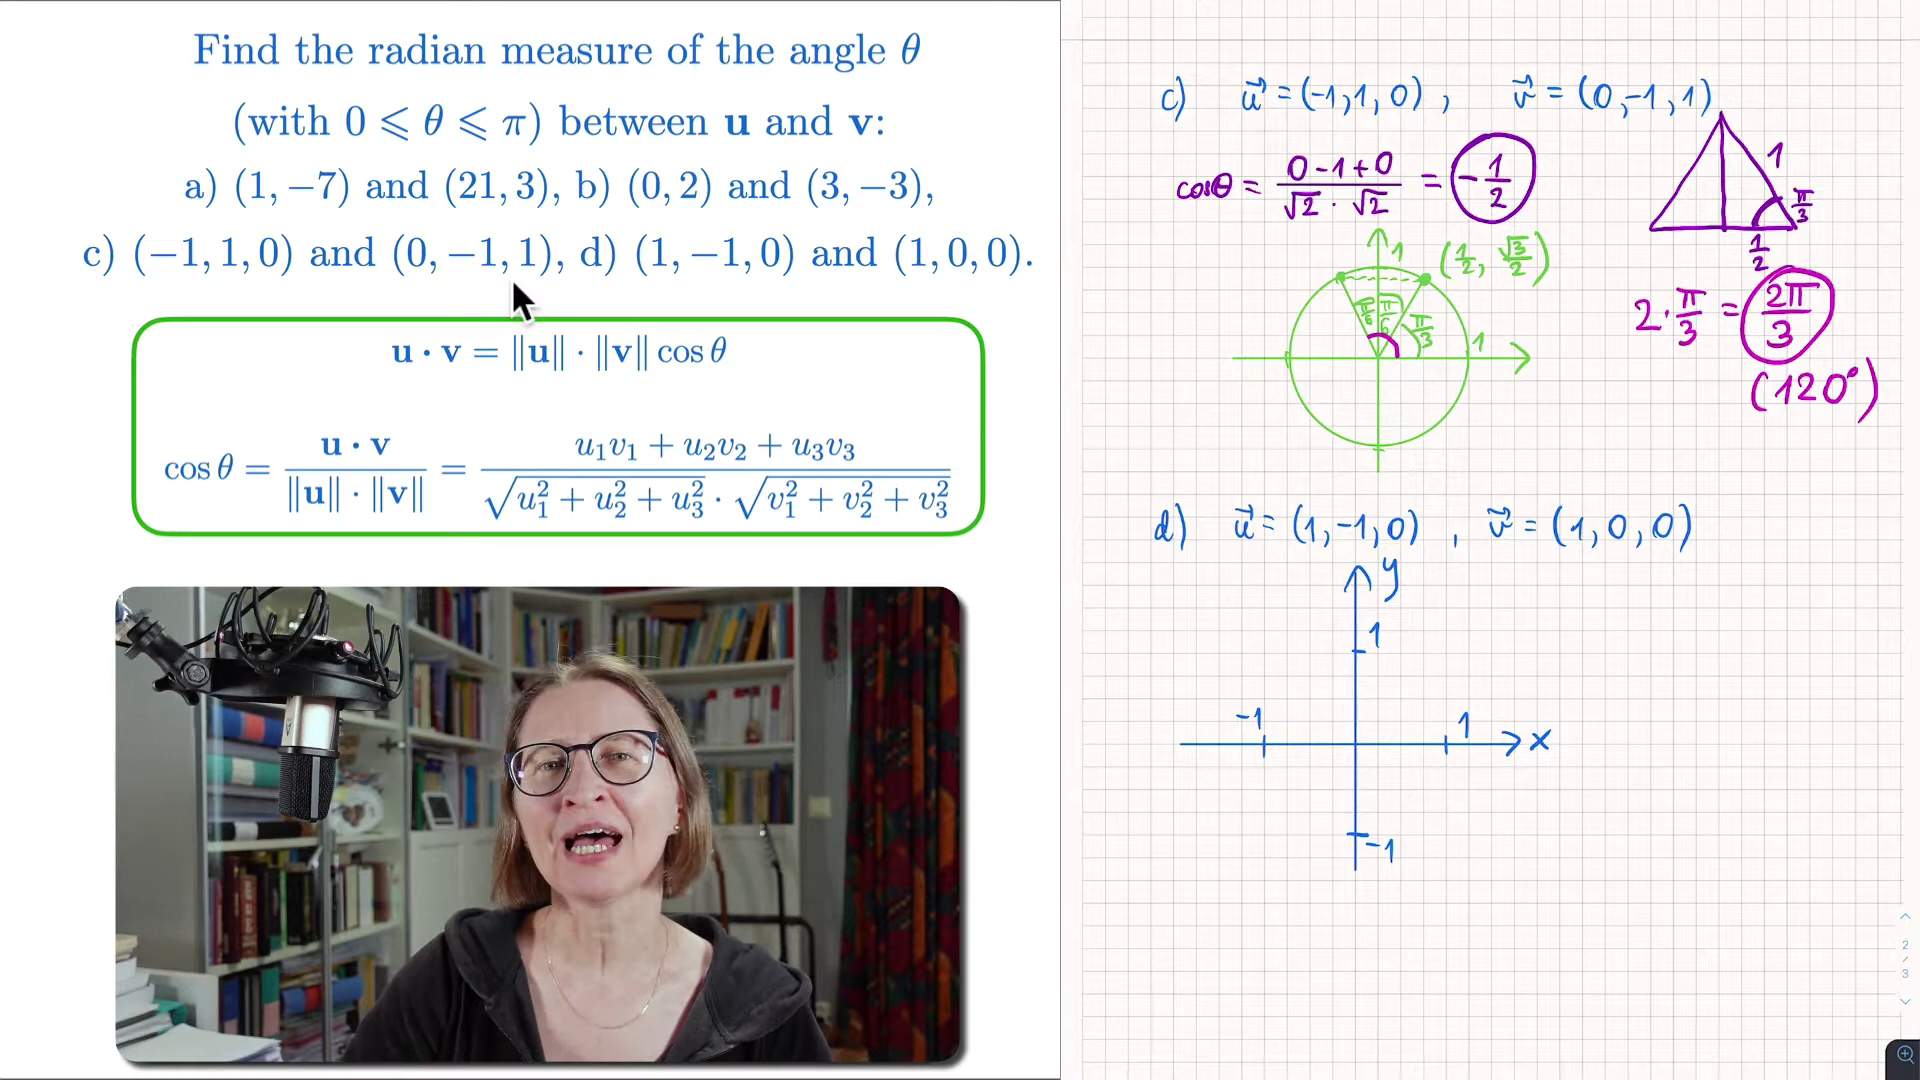 Find the radian measure of the angle θ
(with 0 ⩽ θ ⩽ π) between u and v:
a) (1, −7) and (21, 3), b) (0, 2) and (3, −3),
c) (−1, 1, 0) and (0, −1, 1), d) (1, −1, 0) and (1, 0, 0).
u · v = ||u|| · ||v|| cos θ
cos θ = u · v / ||u|| · ||v|| = u₁v₁ + u₂v₂ + u₃v₃ / √(u₁² + u₂² + u₃²) · √(v₁² + v₂² + v₃²)
c) u⃗ = (-1, 1, 0), v⃗ = (0, -1, 1)
cosθ = 0 - 1 + 0 / √2 · √2 = -1/2
1
π/3
1/2
1
(1/2, √3/2)
π/6
π/6
π/3
1
2 · π/3 = 2π/3
(120°)
d) u⃗ = (1, -1, 0), v⃗ = (1, 0, 0)
y
1
-1
1
x
-1
2
/
3